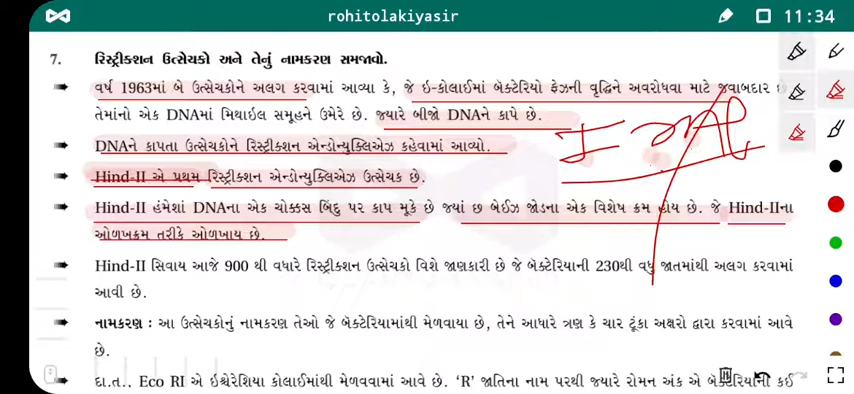 rohitolakiyasir
11:34
7. રિસ્ટ્રીક્શન ઉત્સેચકો અને તેનું નામકરણ સમજાવો.
વર્ષ 1963માં બે ઉત્સેચકોને અલગ કરવામાં આવ્યા કે, જે ઇ-કોલાઈમાં બૅક્ટેરિયો ફેઝની વૃદ્ધિને અવરોધવા માટે જવાબદાર છે
તેમાંનો એક DNAમાં મિથાઇલ સમૂહને ઉમેરે છે. જ્યારે બીજો DNAને કાપે છે.
DNAને કાપતા ઉત્સેચકોને રિસ્ટ્રીક્શન એન્ડોન્યુક્લિએઝ કહેવામાં આવ્યો.
Hind-II એ પ્રથમ રિસ્ટ્રીક્શન એન્ડોન્યુક્લિએઝ ઉત્સેચક છે.
Hind-II હંમેશાં DNAના એક ચોક્કસ બિંદુ પર કાપ મૂકે છે જ્યાં છ બેઈઝ જોડના એક વિશેષ ક્રમ હોય છે. જે Hind-IIના
ઓળખક્રમ તરીકે ઓળખાય છે.
Hind-II સિવાય આજે 900 થી વધારે રિસ્ટ્રીક્શન ઉત્સેચકો વિશે જાણકારી છે જે બૅક્ટેરિયાની 230થી વધુ જાતમાંથી અલગ કરવામાં
આવી છે.
નામકરણ : આ ઉત્સેચકોનું નામકરણ તેઓ જે બૅક્ટેરિયામાંથી મેળવાયા છે, તેને આધારે ત્રણ કે ચાર ટૂંકા અક્ષરો દ્વારા કરવામાં આવે
છે.
દા.ત., Eco RI એ ઇશ્ચેરેશિયા કોલાઈમાંથી મેળવવામાં આવે છે. ‘R’ જાતિના નામ પરથી જ્યારે રોમન અંક એ બૅક્ટેરિયાની કઈ